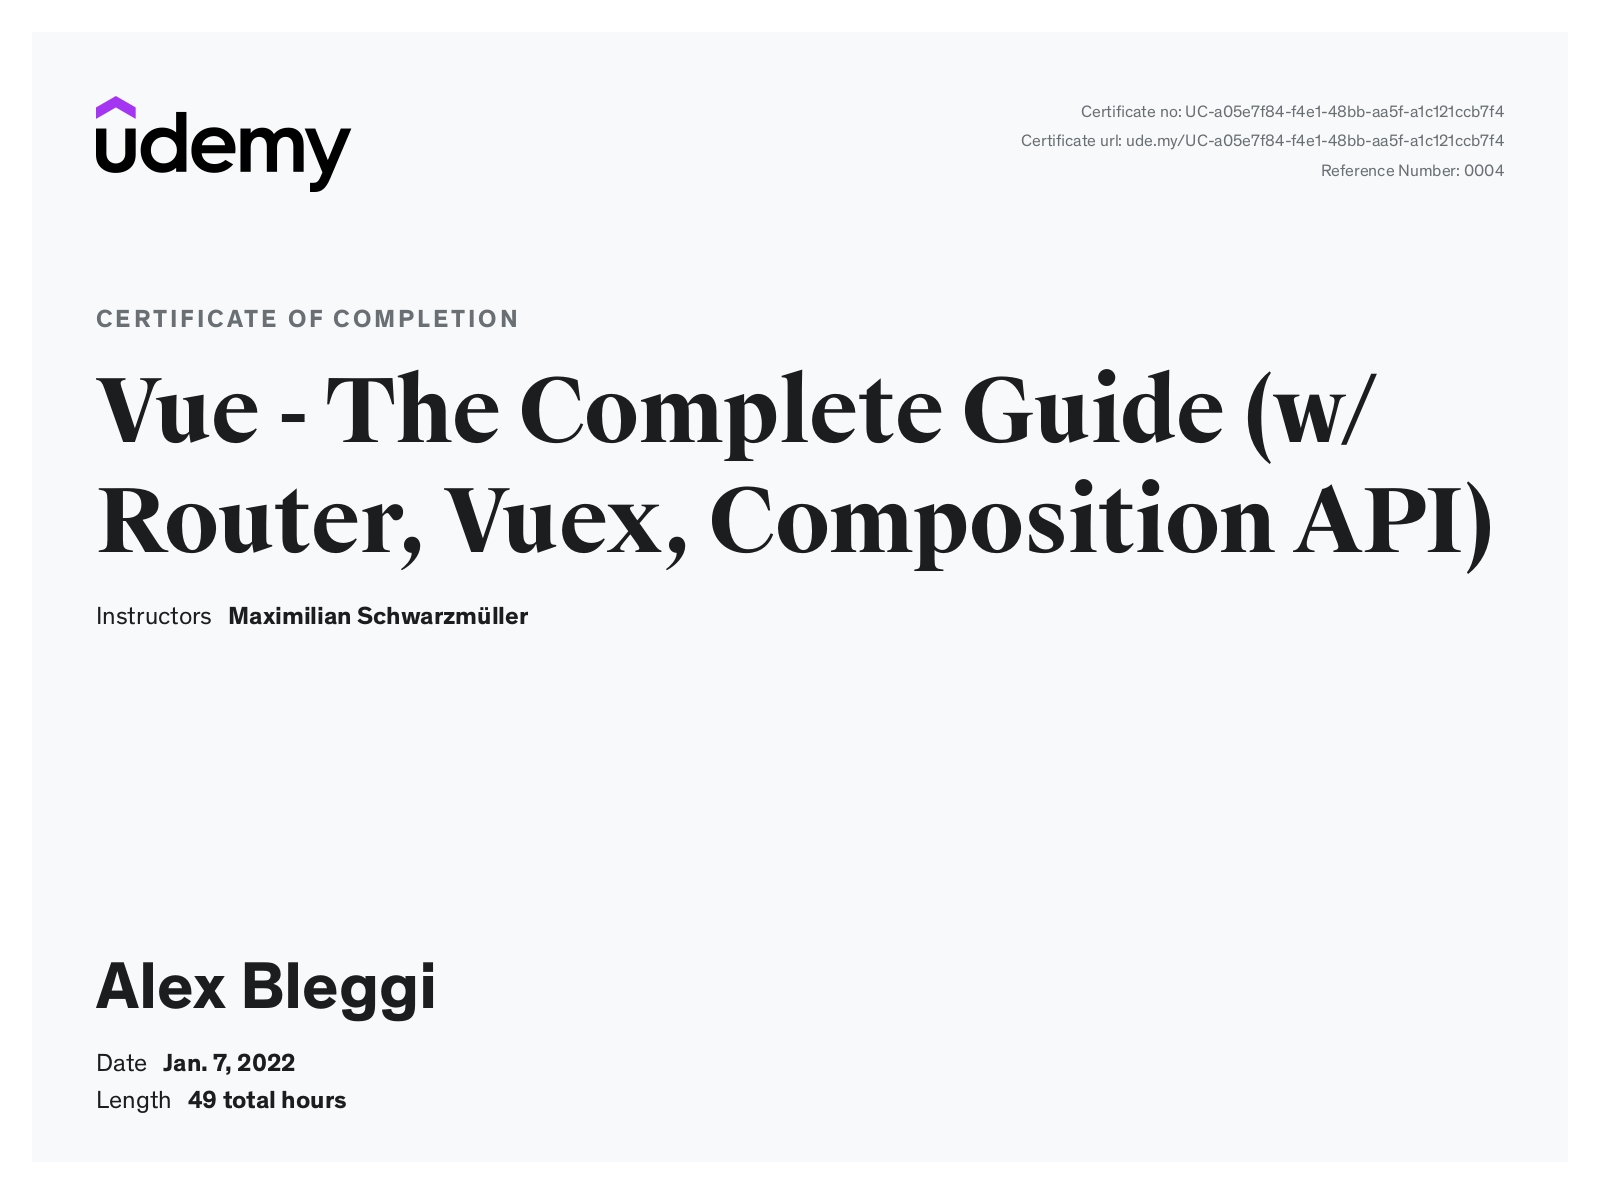 udemy
Certificate no: UC-a05e7f84-f4e1-48bb-aa5f-a1c121ccb7f4
Certificate url: ude.my/UC-a05e7f84-f4e1-48bb-aa5f-a1c121ccb7f4
Reference Number: 0004
CERTIFICATE OF COMPLETION
Vue - The Complete Guide (w/
Router, Vuex, Composition API)
Instructors Maximilian Schwarzmüller
Alex Bleggi
Date Jan. 7, 2022
Length 49 total hours